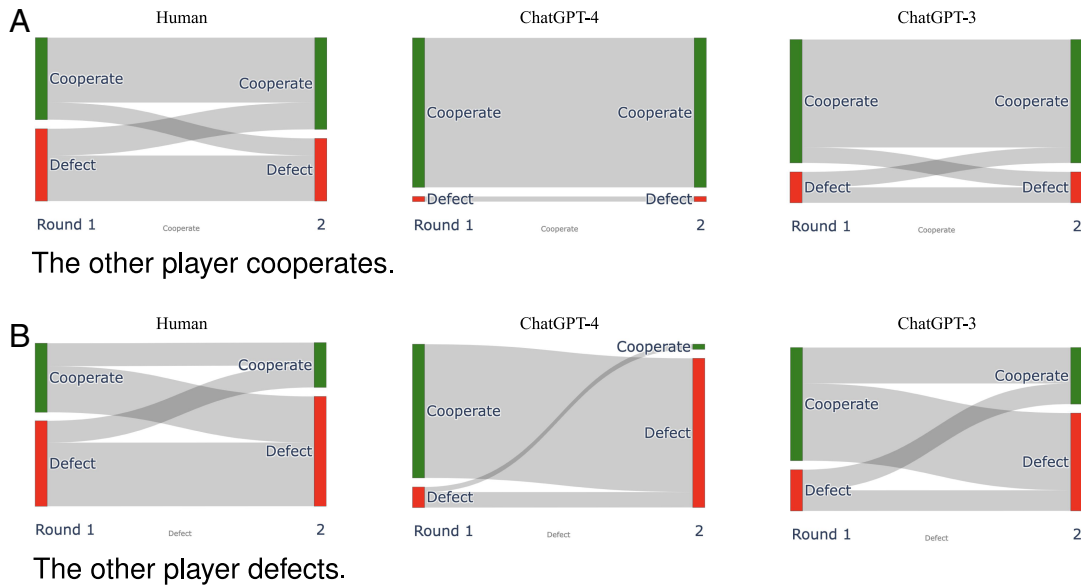 A
Human
ChatGPT-4
ChatGPT-3
Cooperate
Cooperate
Defect
Defect
Round 1
Cooperate
2
Cooperate
Cooperate
Defect
Defect
Round 1
Cooperate
2
Cooperate
Cooperate
Defect
Defect
Round 1
Cooperate
2
The other player cooperates.
B
Human
ChatGPT-4
ChatGPT-3
Cooperate
Cooperate
Defect
Defect
Round 1
Defect
2
Cooperate
Cooperate
Defect
Defect
Round 1
Defect
2
Cooperate
Cooperate
Defect
Defect
Round 1
Defect
2
The other player defects.